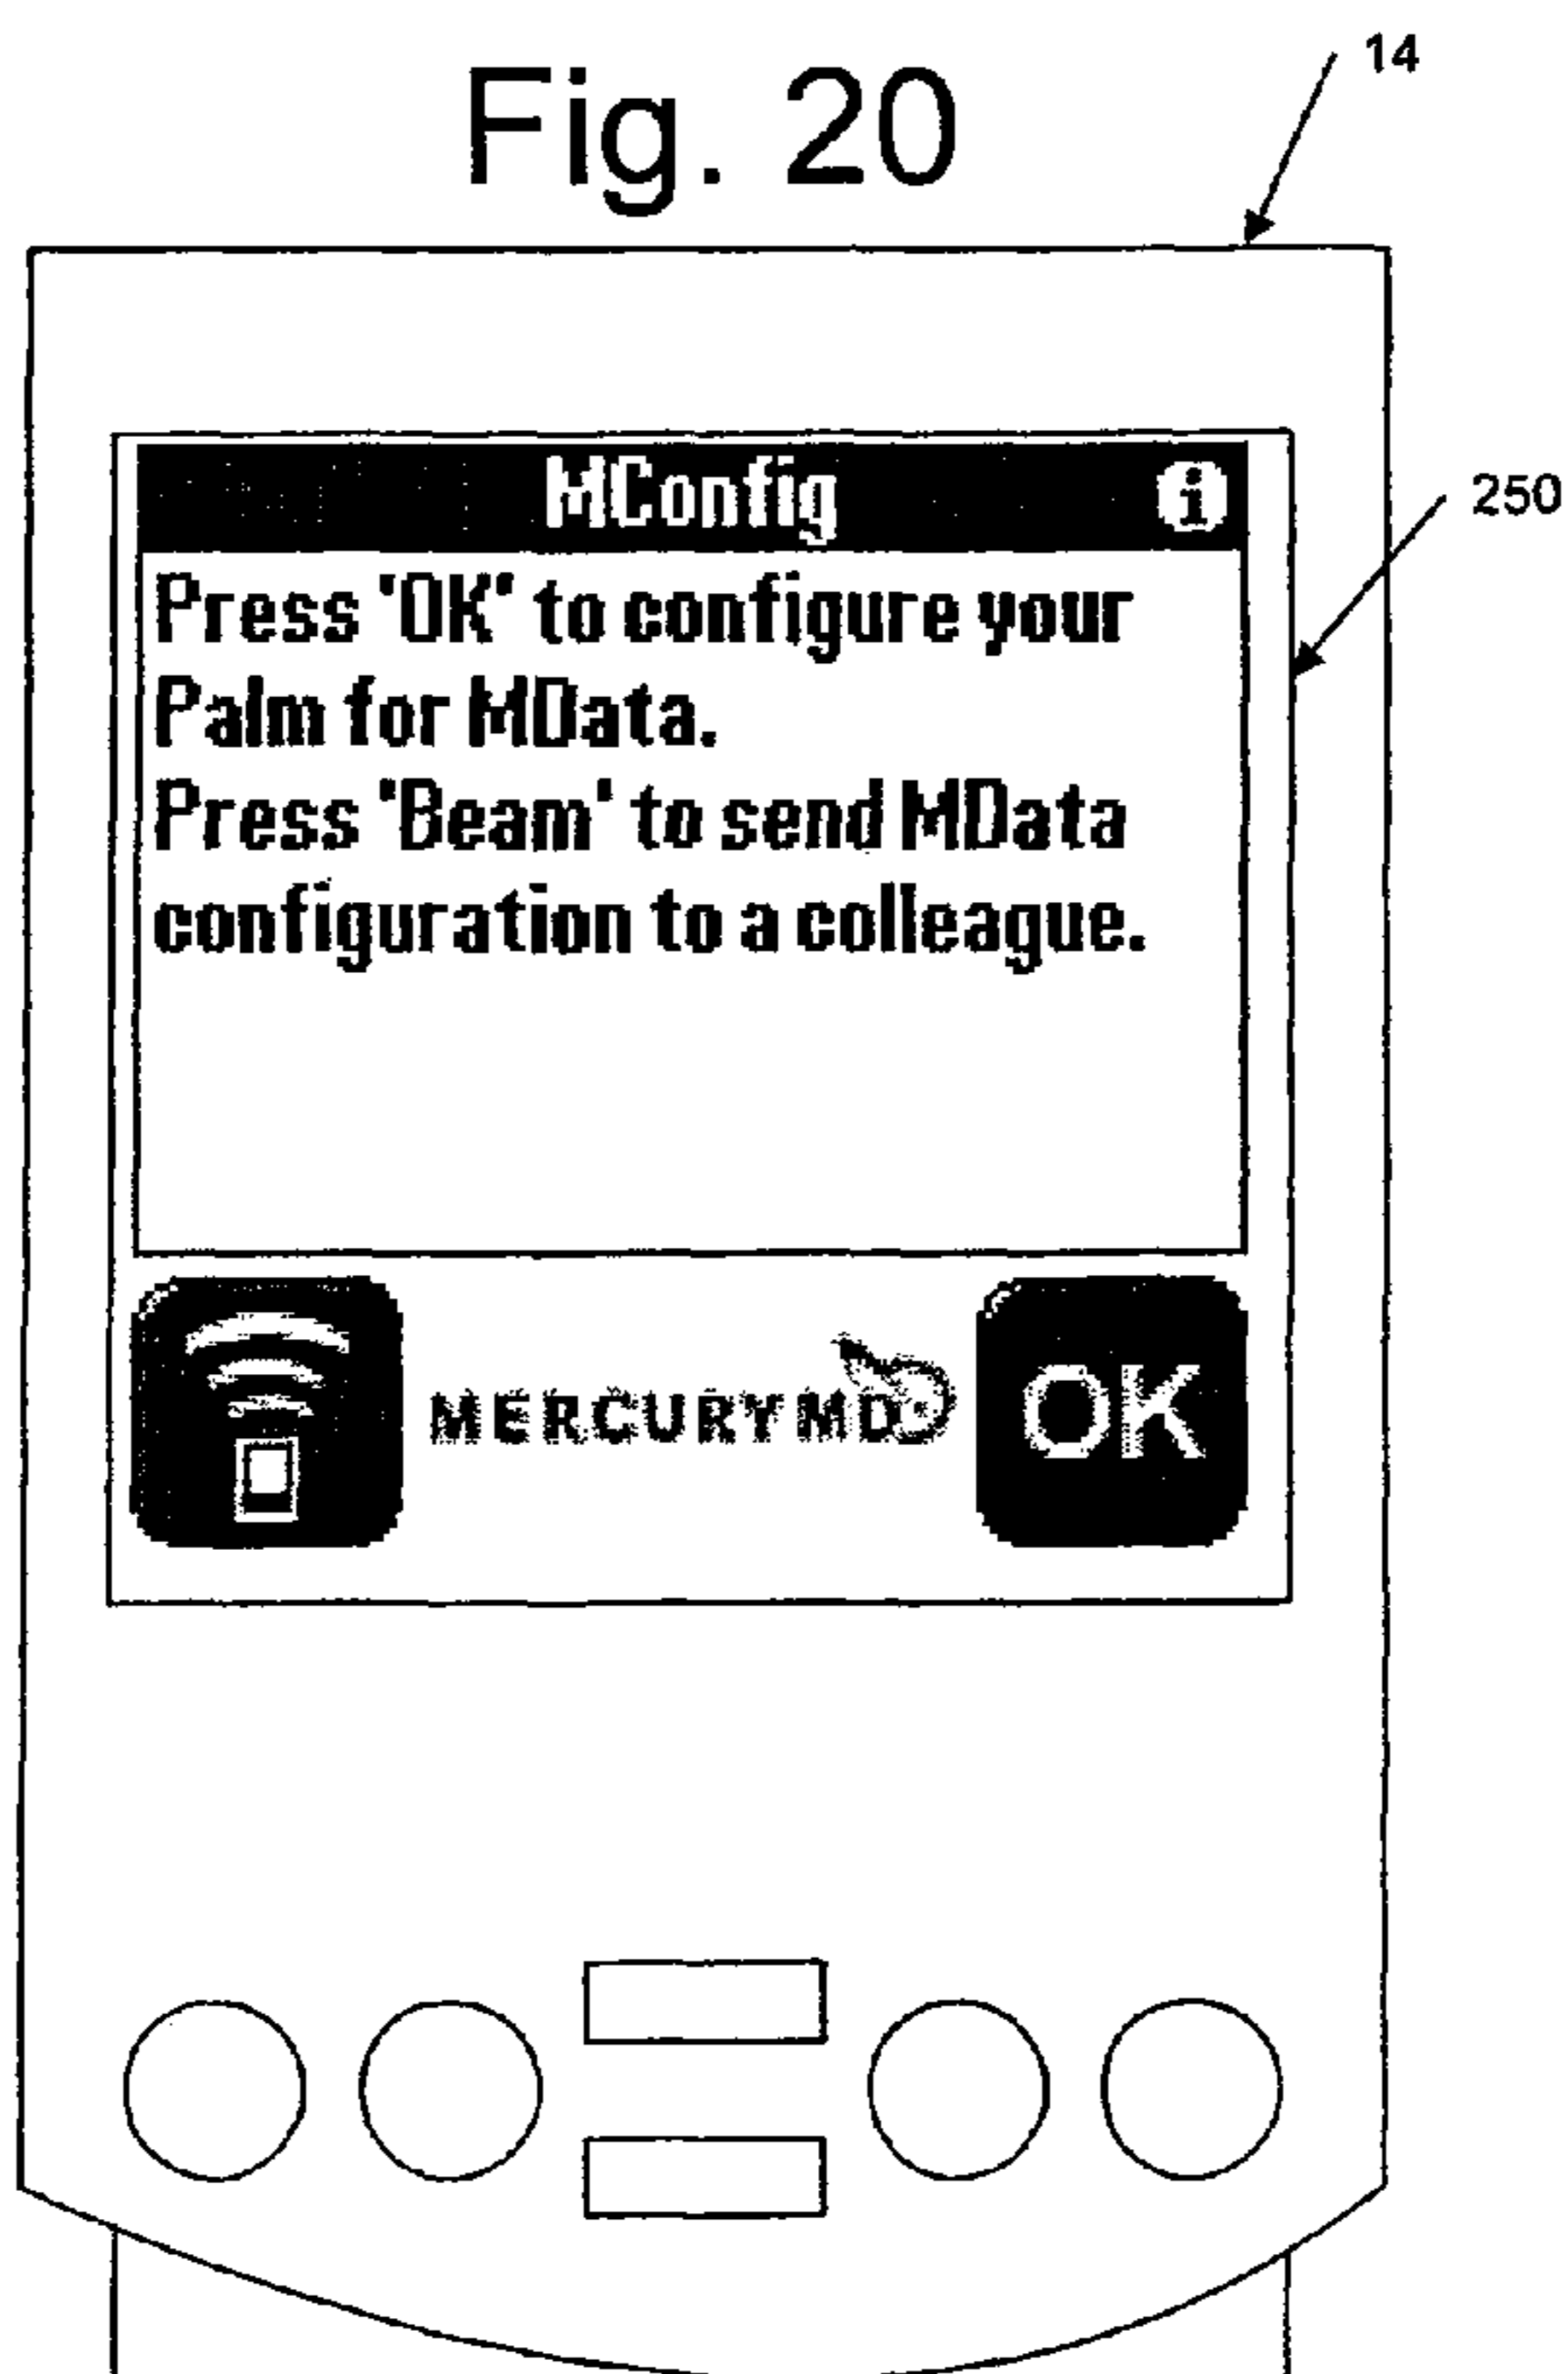 Fig. 20
14
MConfig i
250
Press 'OK' to configure your
Palm for MData.
Press 'Beam' to send MData
configuration to a colleague.
MERCURYMD
OK